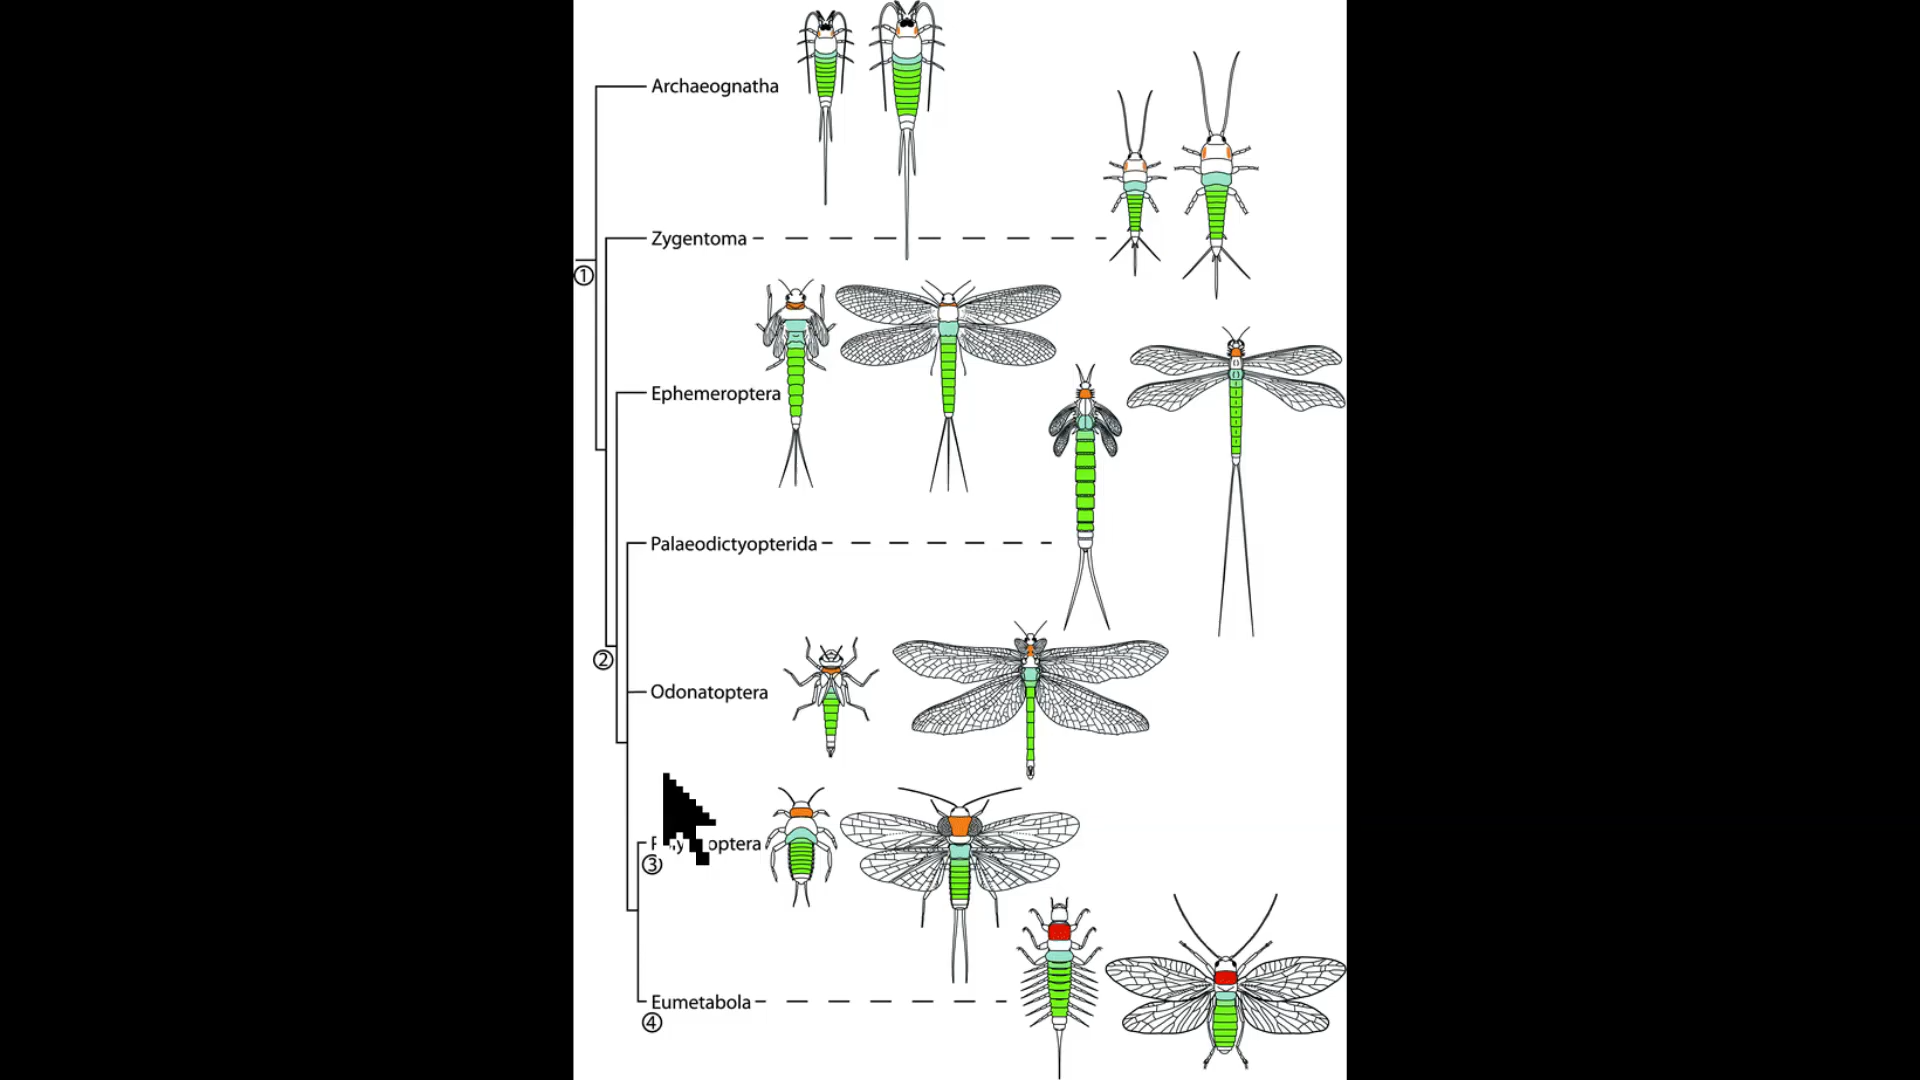 Archaeognatha
Zygentoma
①
Ephemeroptera
Palaeodictyopterida
②
Odonatoptera
③
Eumetabola
④